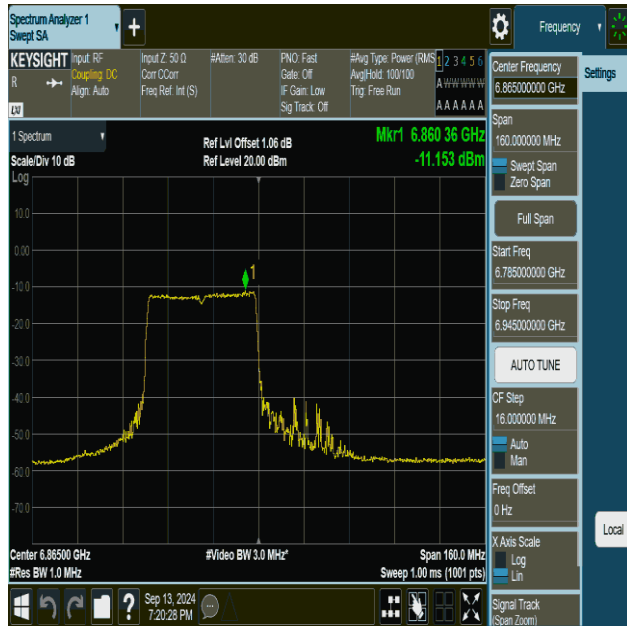 Spectrum Analyzer 1
Swept SA
+
Frequency
KEYSIGHT
R
LXI
Input: RF
Coupling: DC
Align: Auto
Input Z: 50 Ω
Corr CCorr
Freq Ref: Int (S)
#Atten: 30 dB
PNO: Fast
Gate: Off
IF Gain: Low
Sig Track: Off
#Avg Type: Power (RMS
Avg|Hold: 100/100
Trig: Free Run
1 2 3 4 5 6
A W W W W W
A A A A A A
Center Frequency
6.865000000 GHz
Settings
Span
160.000000 MHz
Swept Span
Zero Span
Full Span
Start Freq
6.785000000 GHz
Stop Freq
6.945000000 GHz
AUTO TUNE
CF Step
16.000000 MHz
Auto
Man
Freq Offset
0 Hz
X Axis Scale
Log
Lin
Signal Track
(Span Zoom)
Local
1 Spectrum
Scale/Div 10 dB
Ref Lvl Offset 1.06 dB
Ref Level 20.00 dBm
Mkr1 6.860 36 GHz
-11.153 dBm
Log
10.0
0.00
-10.0
-20.0
-30.0
-40.0
-50.0
-60.0
-70.0
1
Center 6.86500 GHz
#Res BW 1.0 MHz
#Video BW 3.0 MHz*
Span 160.0 MHz
Sweep 1.00 ms (1001 pts)
?
Sep 13, 2024
7:20:28 PM